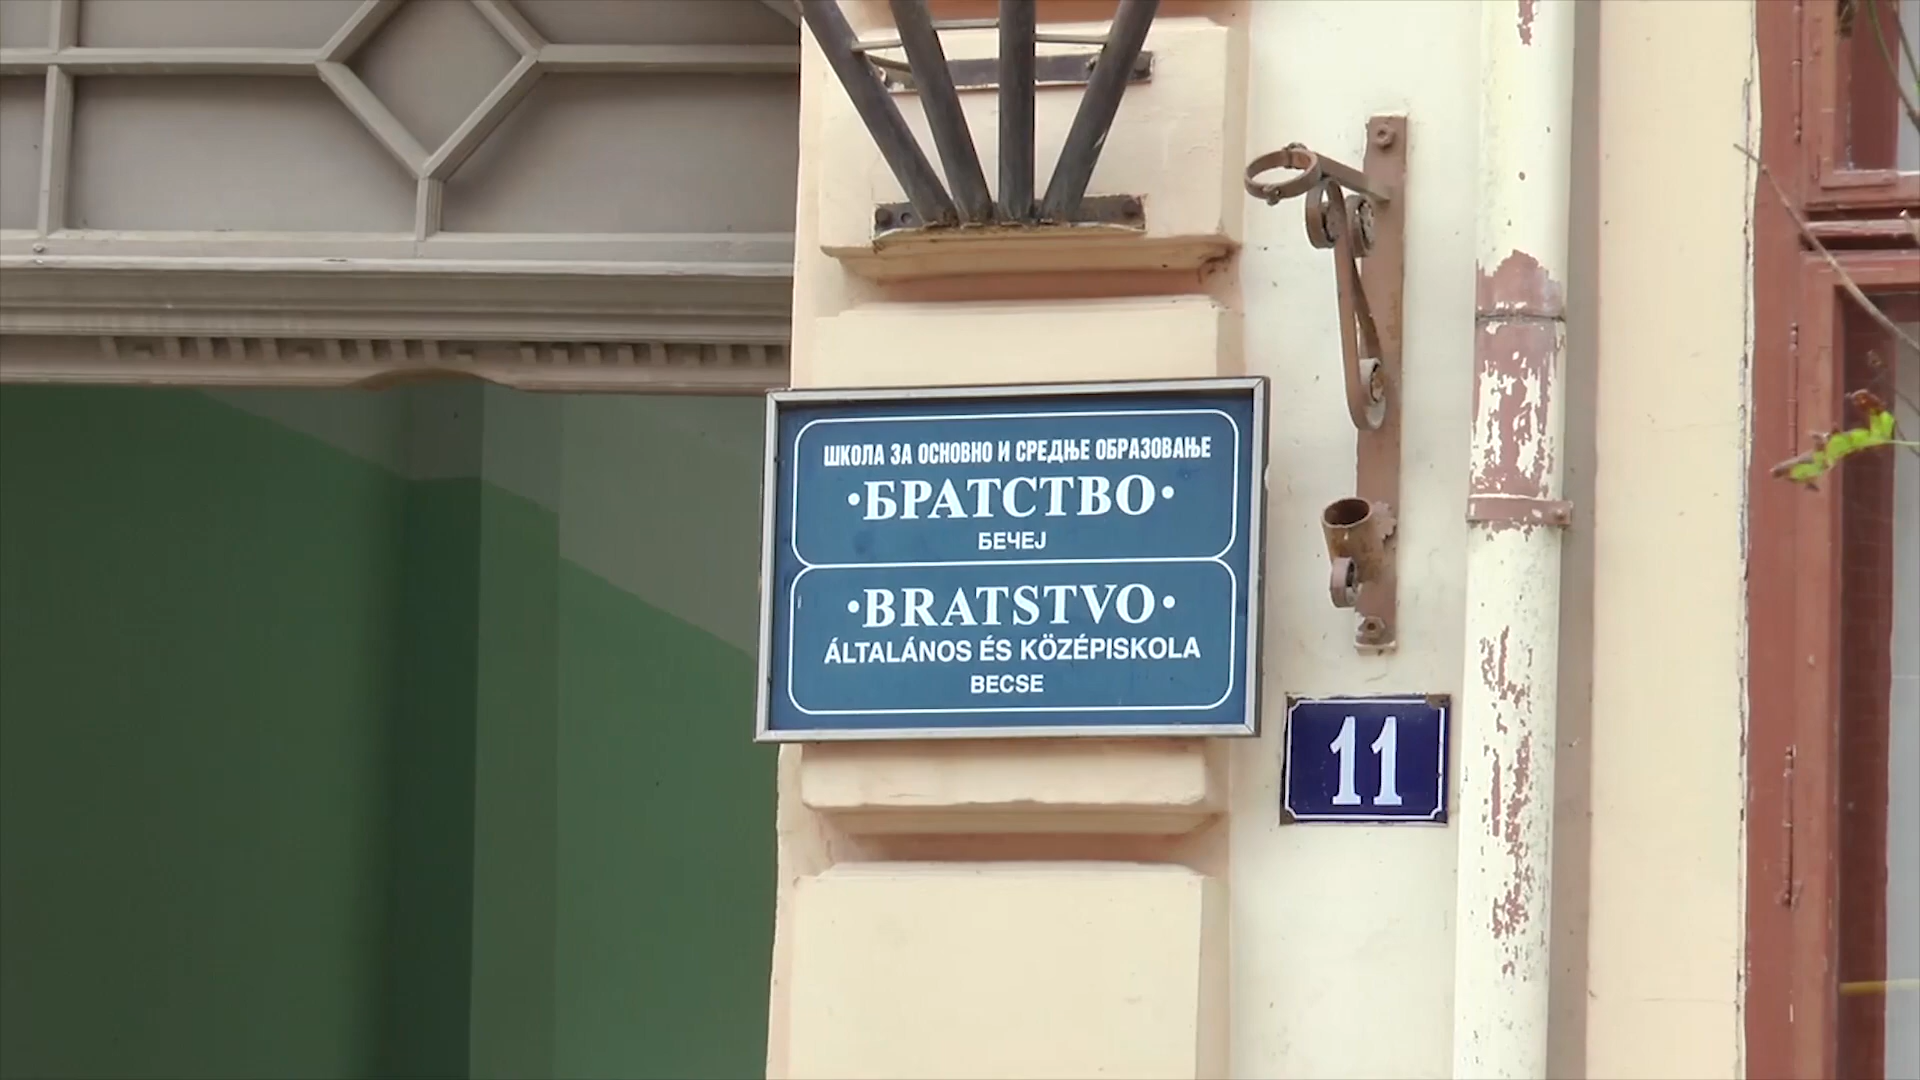 ШКОЛА ЗА ОСНОВНО И СРЕДЊЕ ОБРАЗОВАЊЕ
•БРАТСТВО•
БЕЧЕЈ
•BRATSTVO•
ÁLTALÁNOS ÉS KÖZÉPISKOLA
BECSE
11